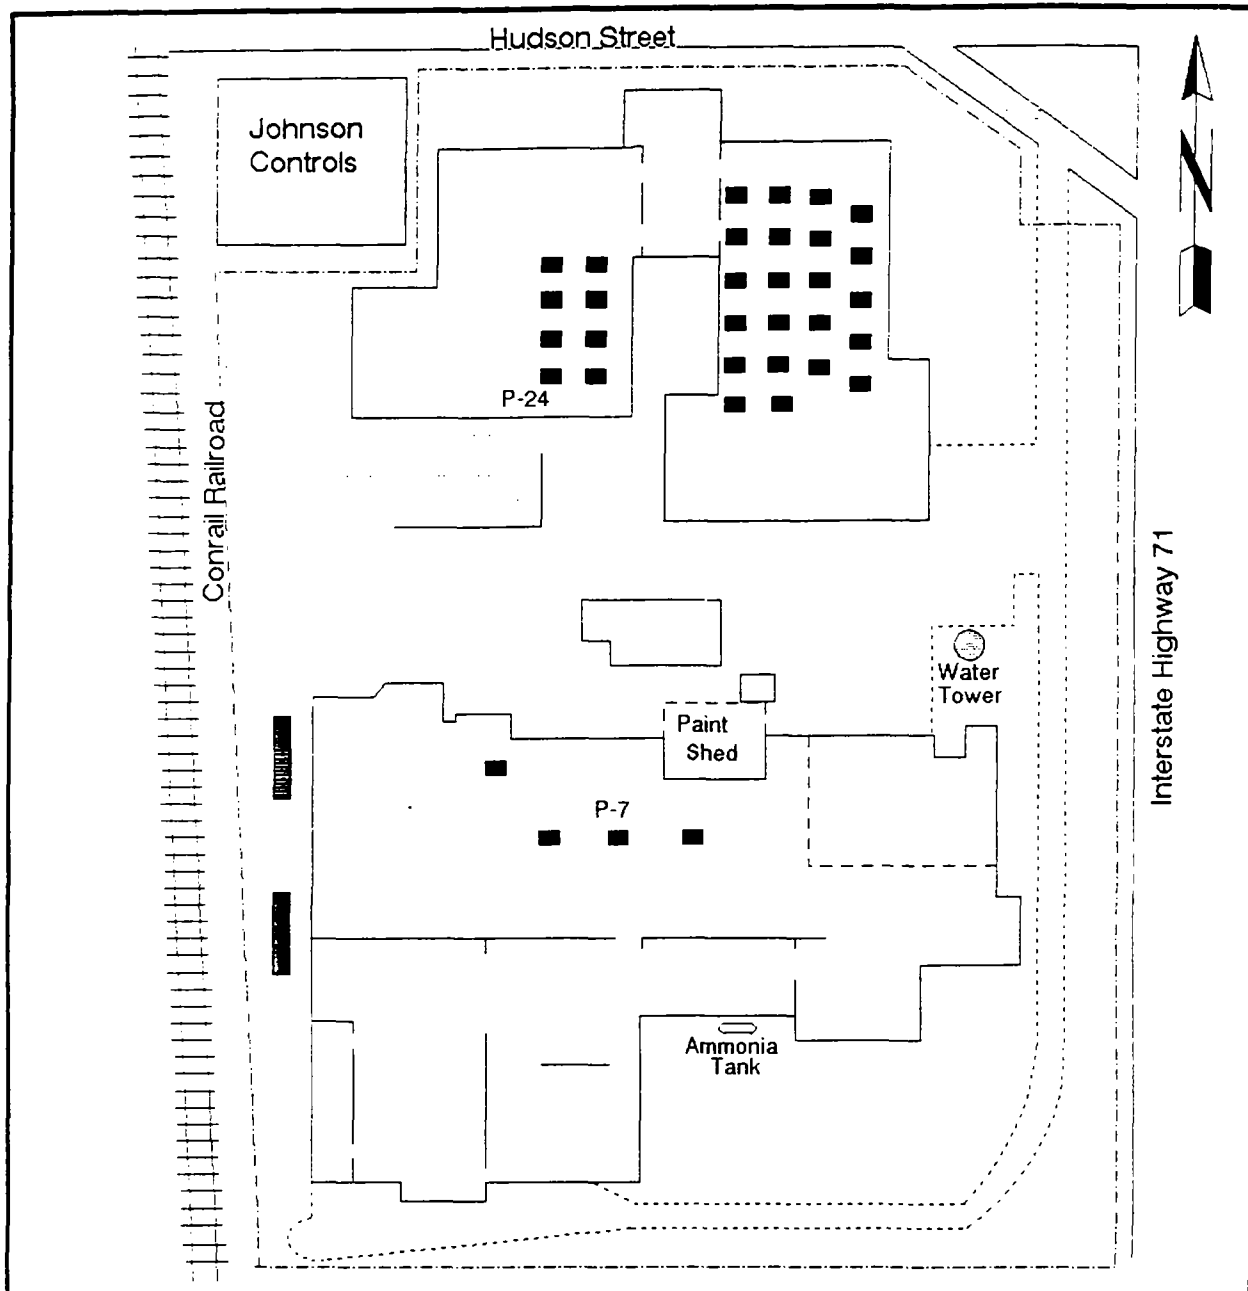 Hudson Street
Johnson
Controls
N
P-24
Conrail Railroad
Interstate Highway 71
Water
Tower
Paint
Shed
P-7
Ammonia
Tank